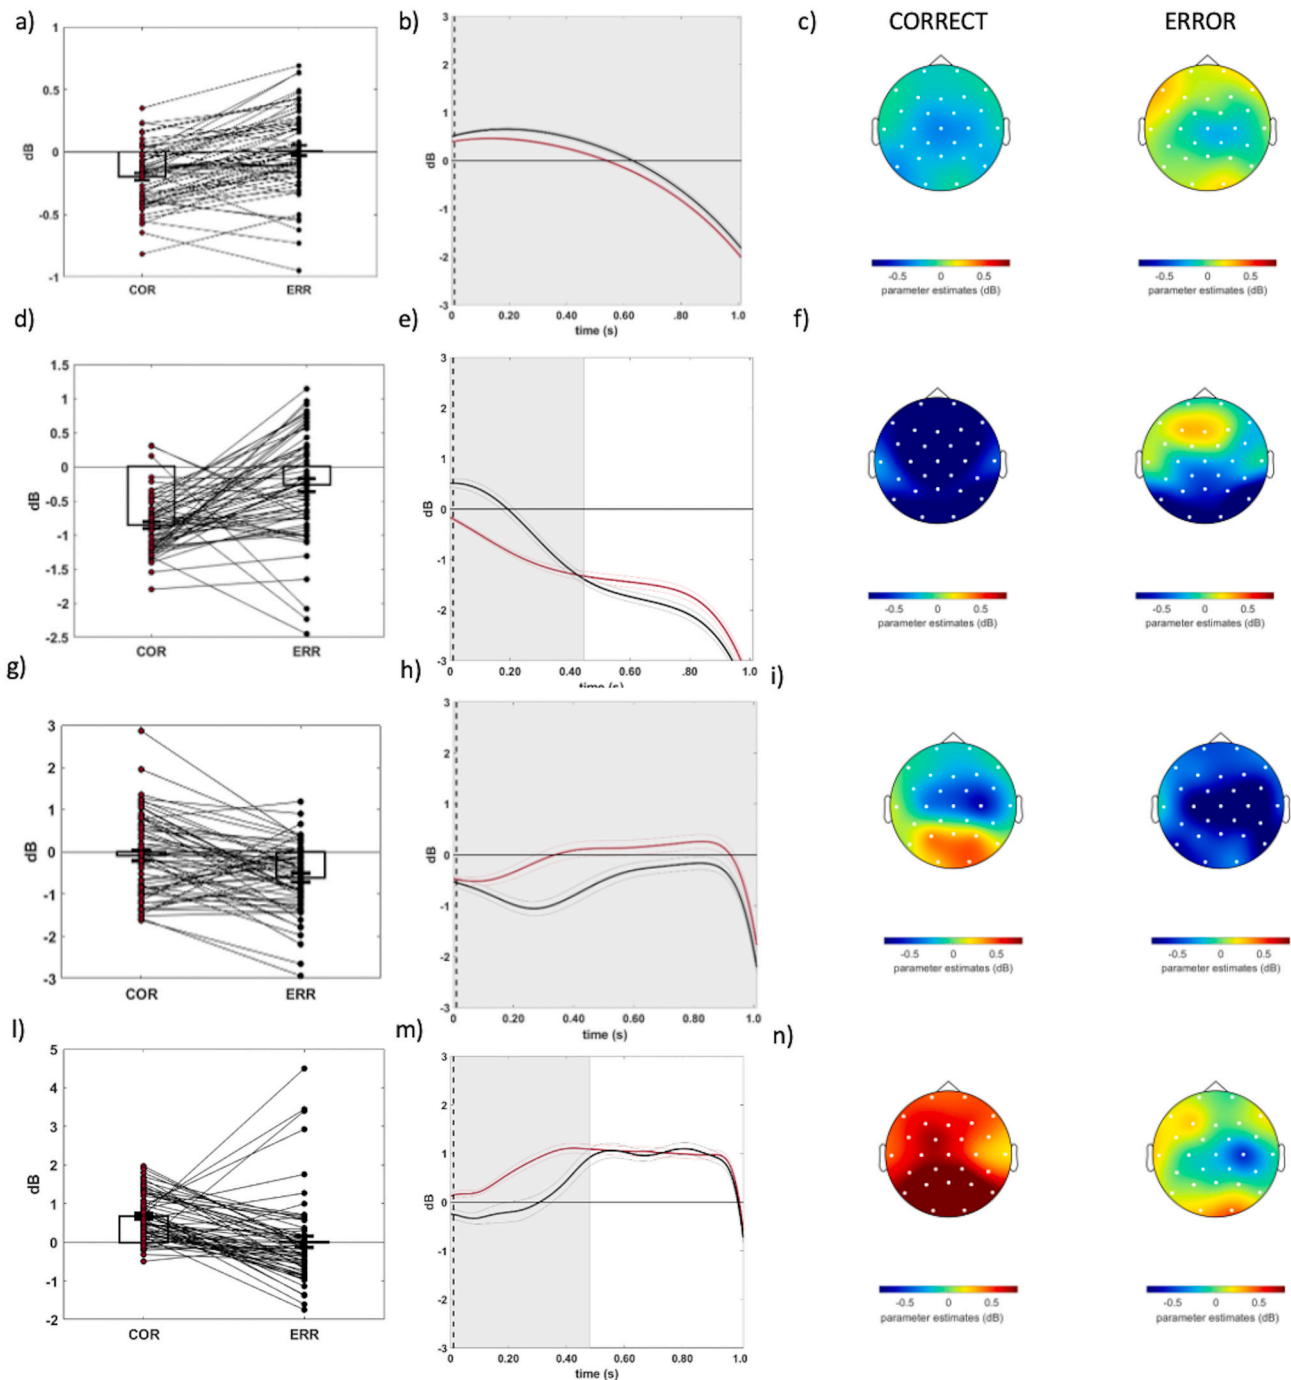 a)
1
0.5
0
-0.5
-1
dB
COR ERR
b)
3
2
1
0
-1
-2
-3
dB
0 0.20 0.40 0.60 .80 1.0
time (s)
c)
CORRECT ERROR
-0.5 0 0.5
parameter estimates (dB)
-0.5 0 0.5
parameter estimates (dB)
d)
1.5
1
0.5
0
-0.5
-1
-1.5
-2
-2.5
dB
COR ERR
e)
3
2
1
0
-1
-2
-3
dB
0 0.20 0.40 0.60 .80 1.0
time (s)
f)
-0.5 0 0.5
parameter estimates (dB)
-0.5 0 0.5
parameter estimates (dB)
g)
3
2
1
0
-1
-2
-3
dB
COR ERR
h)
3
2
1
0
-1
-2
-3
dB
0 0.20 0.40 0.60 0.80 1.0
time (s)
i)
-0.5 0 0.5
parameter estimates (dB)
-0.5 0 0.5
parameter estimates (dB)
l)
5
4
3
2
1
0
-1
-2
dB
COR ERR
m)
3
2
1
0
-1
-2
-3
dB
0 0.20 0.40 0.60 0.80 1.0
time (s)
n)
-0.5 0 0.5
parameter estimates (dB)
-0.5 0 0.5
parameter estimates (dB)